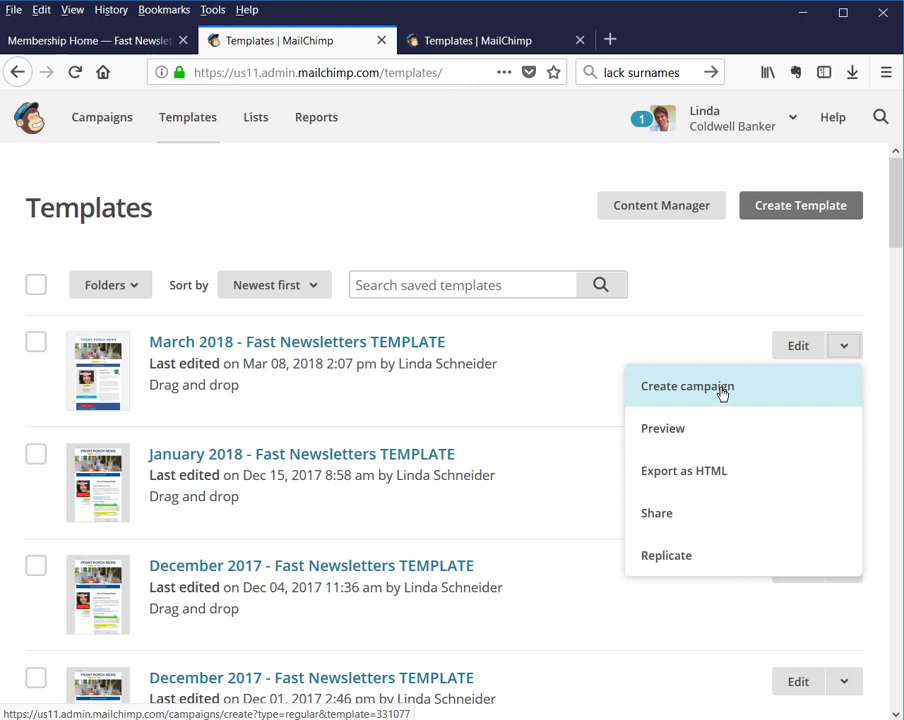 File Edit View History Bookmarks Tools Help
Membership Home — Fast Newslet
Templates | MailChimp
Templates | MailChimp
https://us11.admin.mailchimp.com/templates/
lack surnames
Campaigns Templates Lists Reports
1
Linda
Coldwell Banker
Help
Templates
Content Manager
Create Template
Folders
Sort by
Newest first
Search saved templates
March 2018 - Fast Newsletters TEMPLATE
Last edited on Mar 08, 2018 2:07 pm by Linda Schneider
Drag and drop
Edit
Create campaign
Preview
Export as HTML
Share
Replicate
January 2018 - Fast Newsletters TEMPLATE
Last edited on Dec 15, 2017 8:58 am by Linda Schneider
Drag and drop
December 2017 - Fast Newsletters TEMPLATE
Last edited on Dec 04, 2017 11:36 am by Linda Schneider
Drag and drop
December 2017 - Fast Newsletters TEMPLATE
Last edited on Dec 01, 2017 2:46 pm by Linda Schneider
Edit
https://us11.admin.mailchimp.com/campaigns/create?type=regular&template=331077